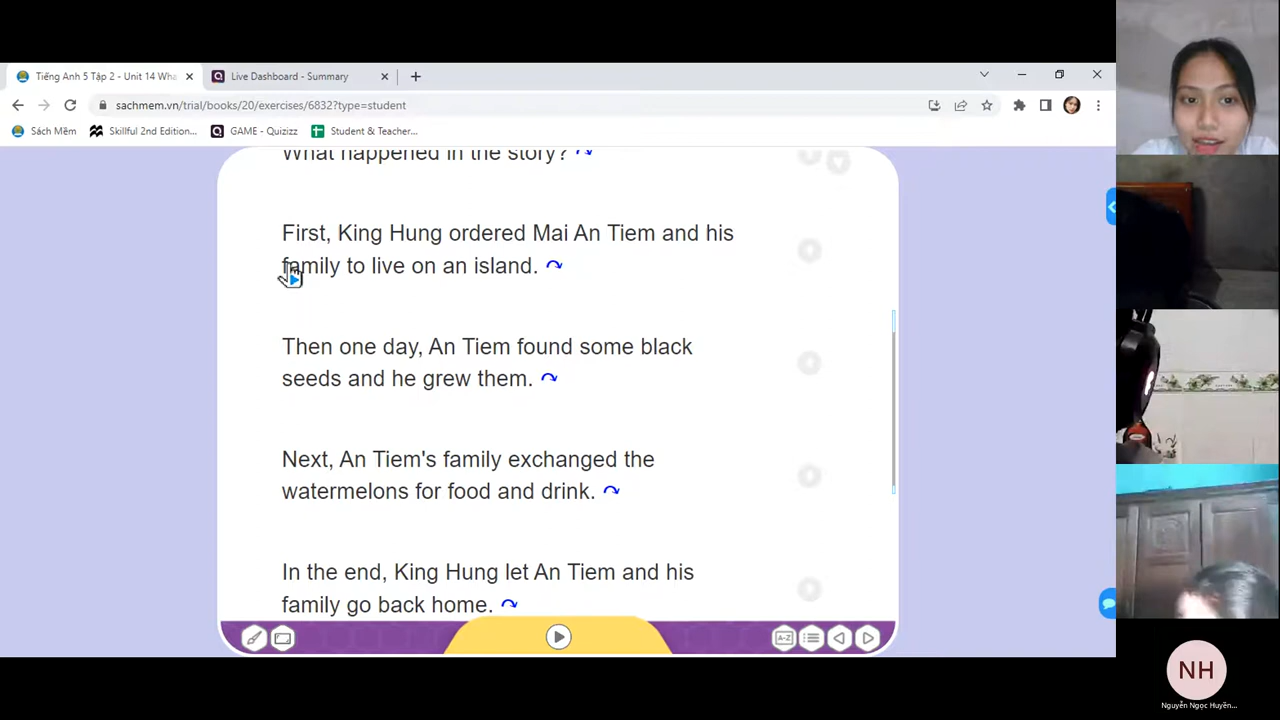 Tiếng Anh 5 Tập 2 - Unit 14 Wha
Live Dashboard - Summary
sachmem.vn/trial/books/20/exercises/6832?type=student
Sách Mềm
Skillful 2nd Edition...
GAME - Quizizz
Student & Teacher...
What happened in the story?
First, King Hung ordered Mai An Tiem and his
family to live on an island.
Then one day, An Tiem found some black
seeds and he grew them.
Next, An Tiem's family exchanged the
watermelons for food and drink.
In the end, King Hung let An Tiem and his
family go back home.
A-Z
NH
Nguyễn Ngọc Huyền...